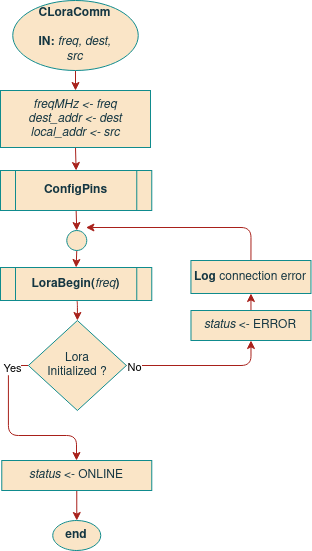 CLoraComm
IN: freq, dest,
src
freqMHz <- freq
dest_addr <- dest
local_addr <- src
ConfigPins
LoraBegin(freq)
Log connection error
status <- ERROR
Lora
Initialized ?
Yes
No
status <- ONLINE
end